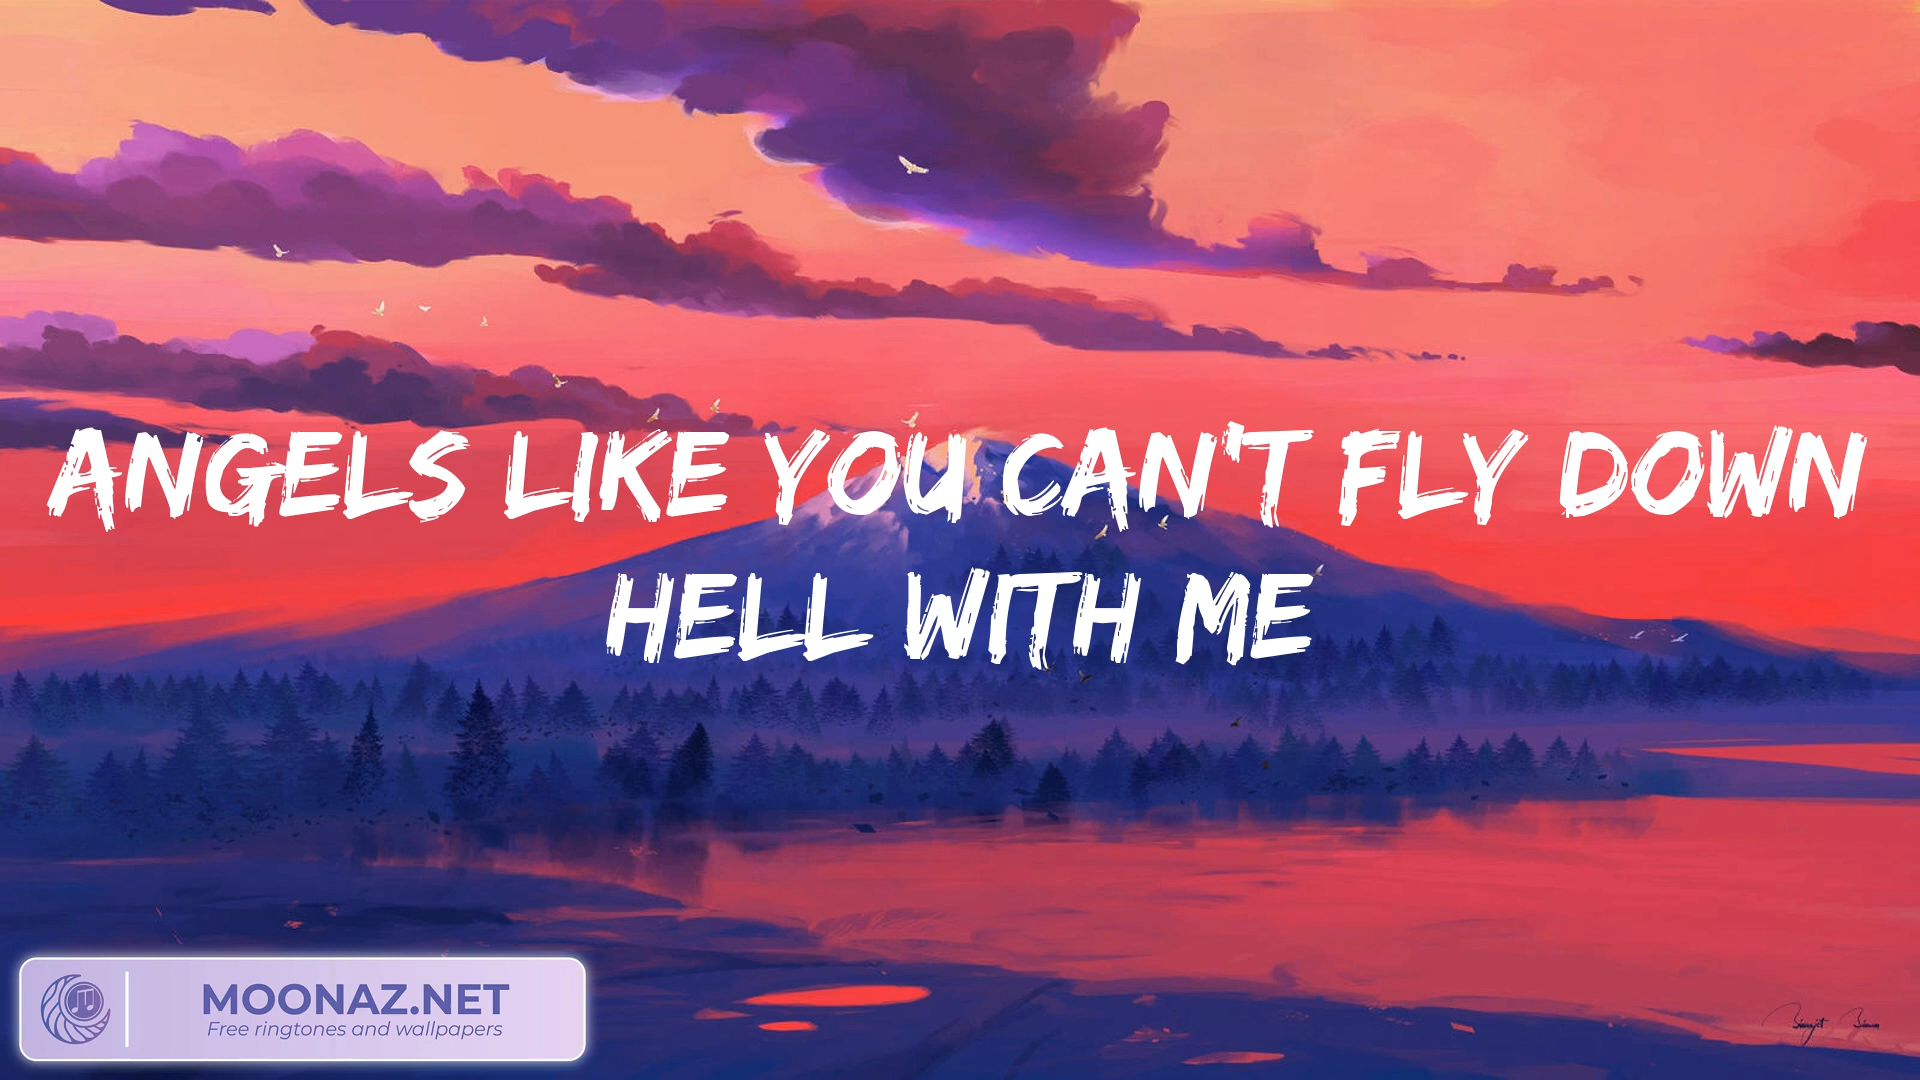 ANGELS LIKE YOU CAN'T FLY DOWN
HELL WITH ME
MOONAZ.NET
Free ringtones and wallpapers